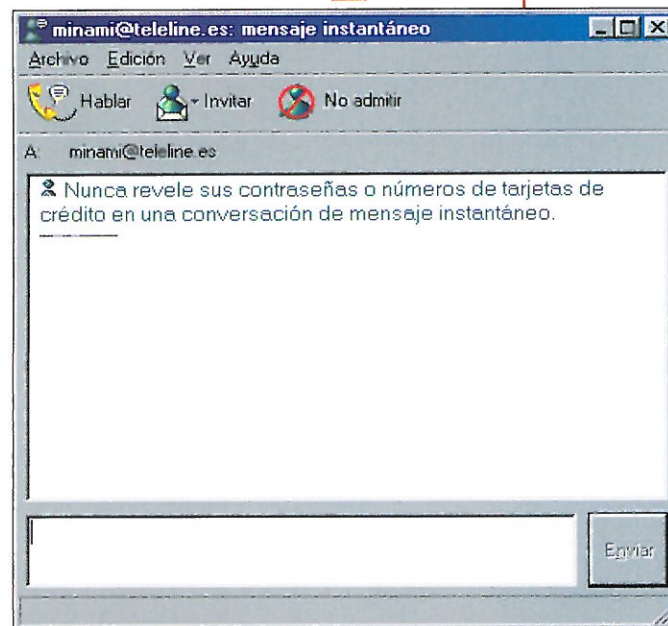 minami@teleline.es: mensaje instantáneo
Archivo Edición Ver Ayuda
Hablar Invitar No admitir
A: minami@teleline.es
Nunca revele sus contraseñas o números de tarjetas de
crédito en una conversación de mensaje instantáneo.
Enviar